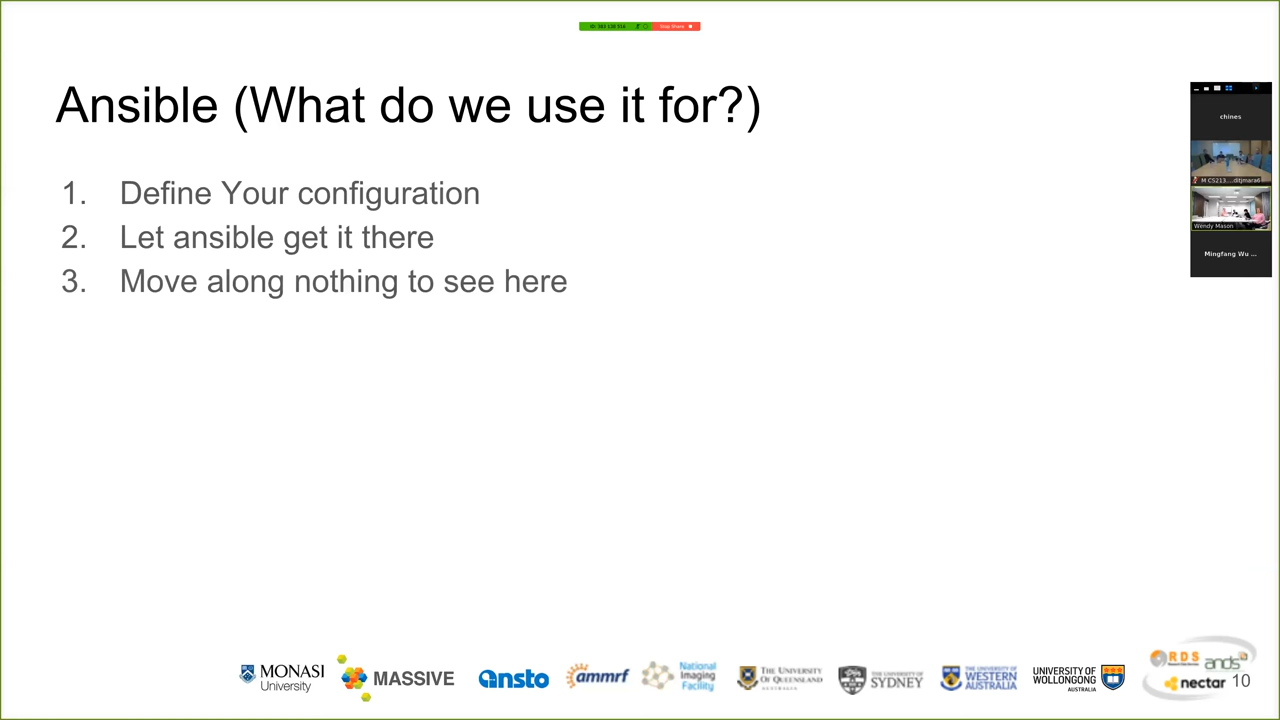 Stop Share
Ansible (What do we use it for?)
chines
1. Define Your configuration
Wendy Mason
2. Let ansible get it there
Mingfang Wu ...
3. Move along nothing to see here
MONASH
University
MASSIVE
ansto
ammrf
National
Imaging
Facility
THE UNIVERSITY
OF QUEENSLAND
AUSTRALIA
THE UNIVERSITY OF
SYDNEY
THE UNIVERSITY OF
WESTERN
AUSTRALIA
UNIVERSITY
OF WOLLONGONG
AUSTRALIA
RDS
ands
nectar
10